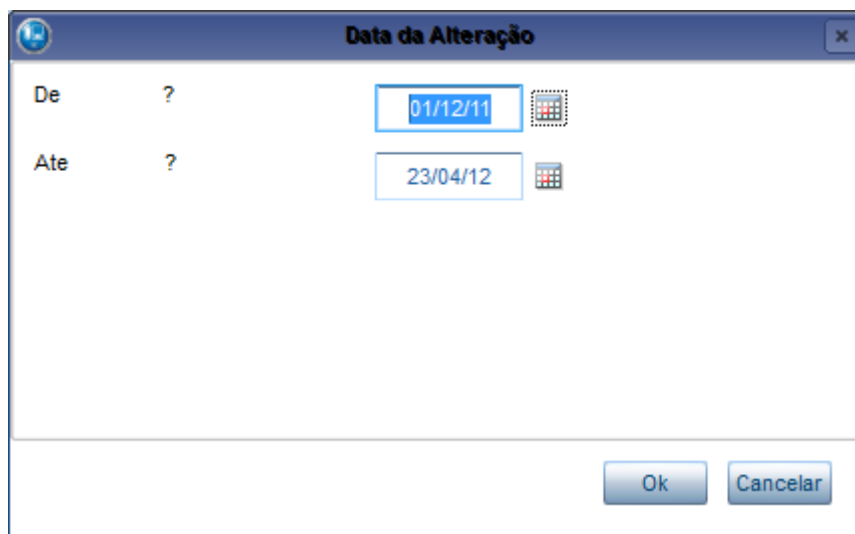 Data da Alteração
De ? 01/12/11
Ate ? 23/04/12
Ok Cancelar